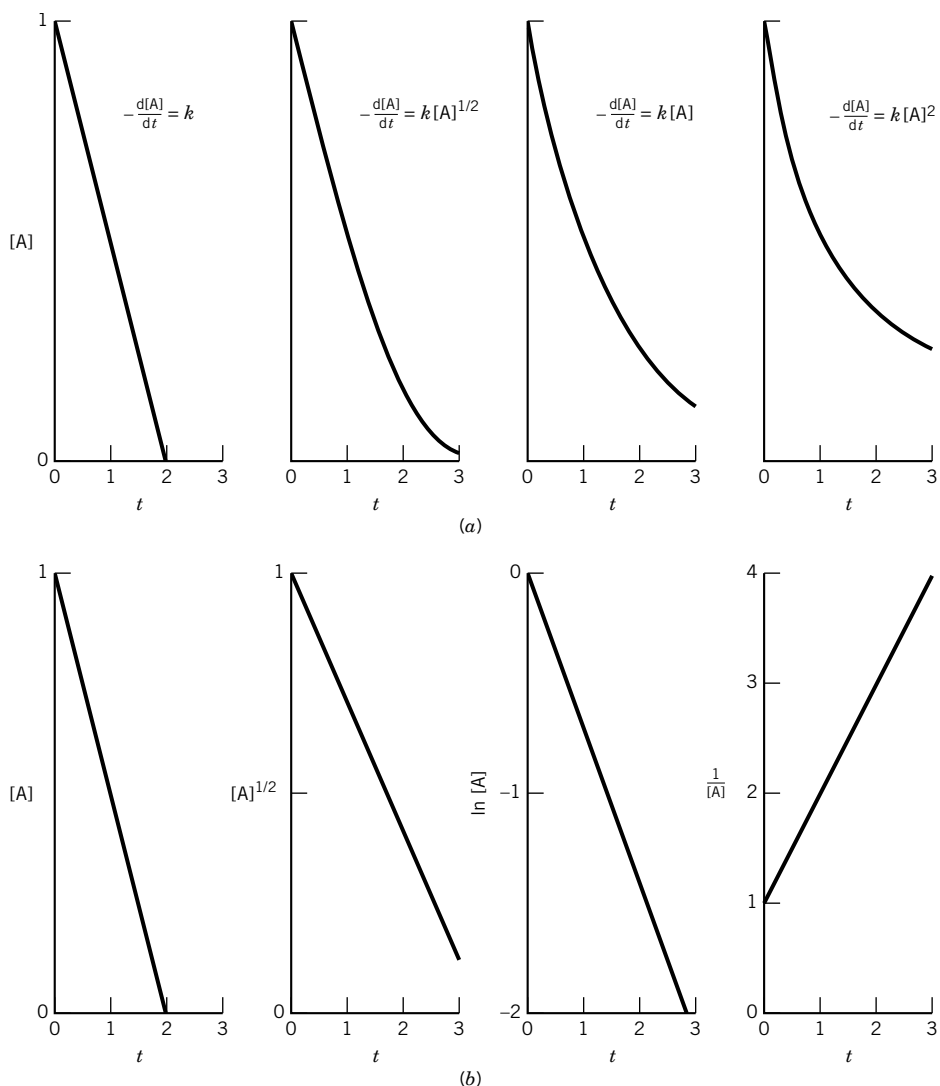 1
[A]
0
0 1 2 3
t
−d[A]/dt = k
0 1 2 3
t
−d[A]/dt = k[A]^1/2
0 1 2 3
t
−d[A]/dt = k[A]
0 1 2 3
t
−d[A]/dt = k[A]^2
(a)
1
[A]
0
0 1 2 3
t
1
[A]^1/2
0
0 1 2 3
t
0
ln [A]
−1
−2
0 1 2 3
t
4
3
1/[A]
2
1
0
0 1 2 3
t
(b)